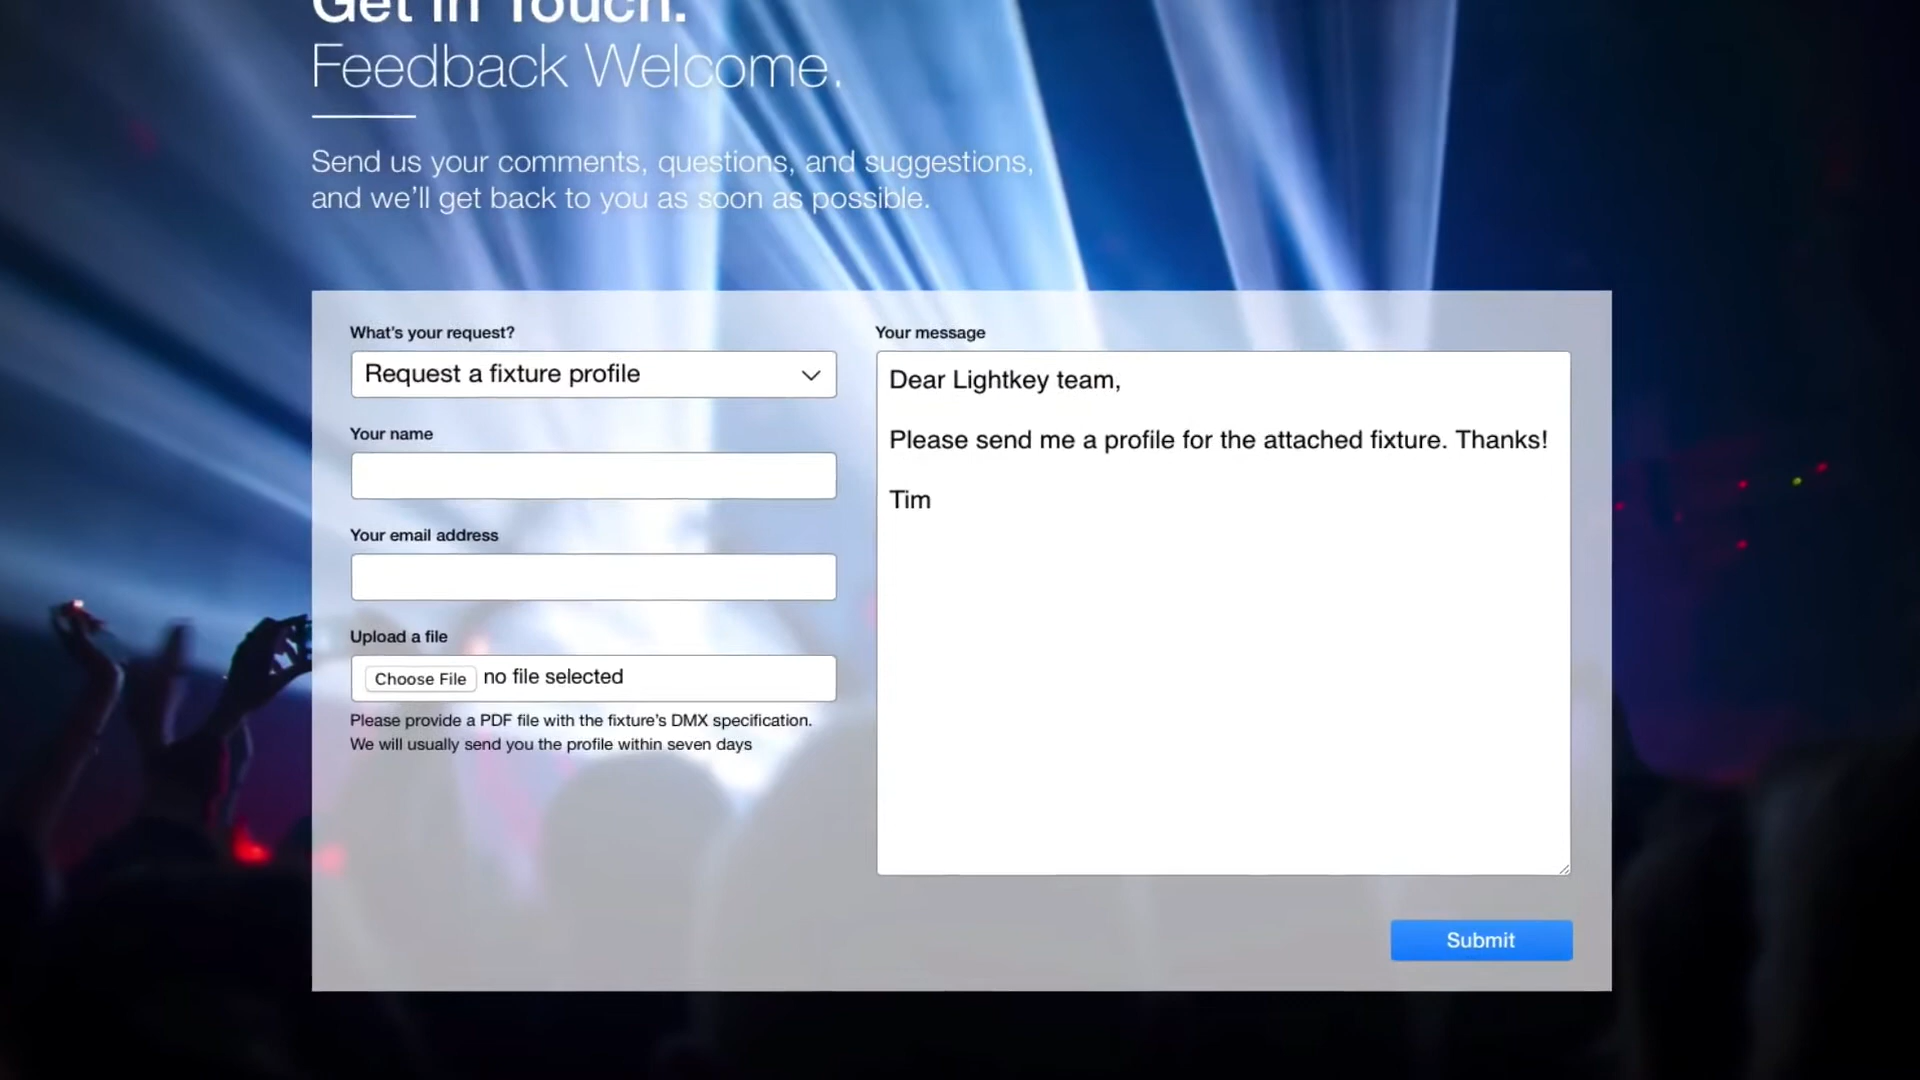 Get in Touch.
Feedback Welcome.
Send us your comments, questions, and suggestions,
and we’ll get back to you as soon as possible.
What’s your request?
Request a fixture profile
Your name
Your email address
Upload a file
Choose File no file selected
Please provide a PDF file with the fixture’s DMX specification.
We will usually send you the profile within seven days
Your message
Dear Lightkey team,
Please send me a profile for the attached fixture. Thanks!
Tim
Submit